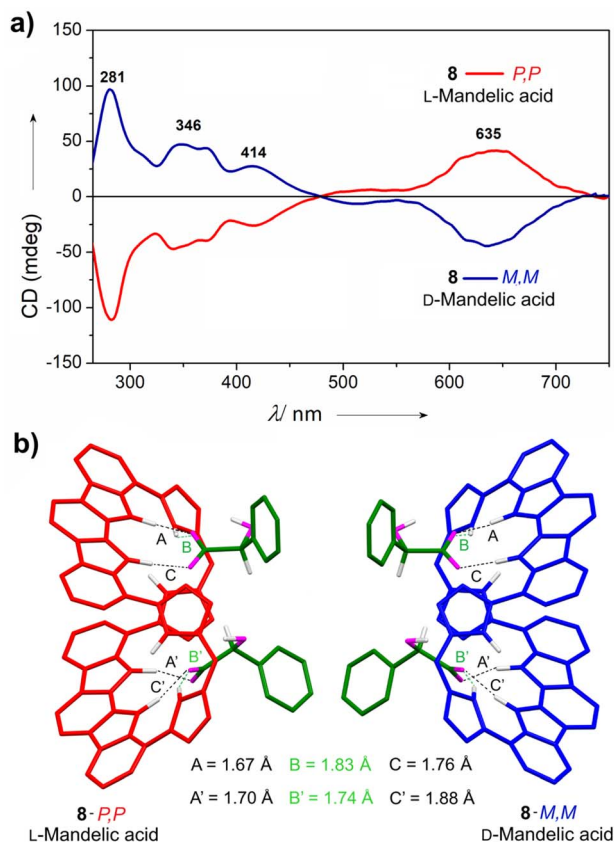 a)
150
100
50
0
-50
-100
-150
CD (mdeg)
281
346
414
635
8 P,P
L-Mandelic acid
8 M,M
D-Mandelic acid
300 400 500 600 700
λ/ nm
b)
A
B
C
A'
B'
C'
A
B
C
B'
A'
C'
A = 1.67 Å B = 1.83 Å C = 1.76 Å
A' = 1.70 Å B' = 1.74 Å C' = 1.88 Å
8-P,P
L-Mandelic acid
8-M,M
D-Mandelic acid